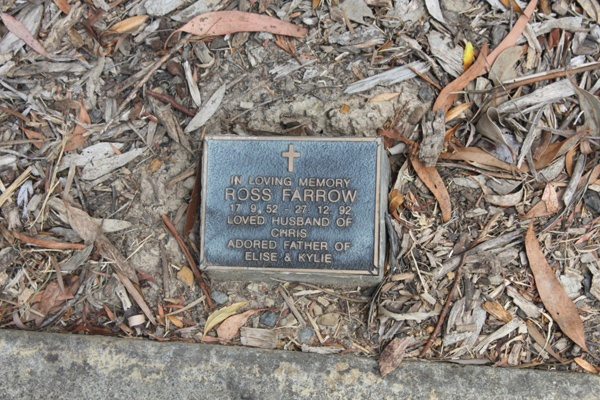 IN LOVING MEMORY
ROSS FARROW
17·9·52 - 27·12·92
LOVED HUSBAND OF
CHRIS
ADORED FATHER OF
ELISE & KYLIE